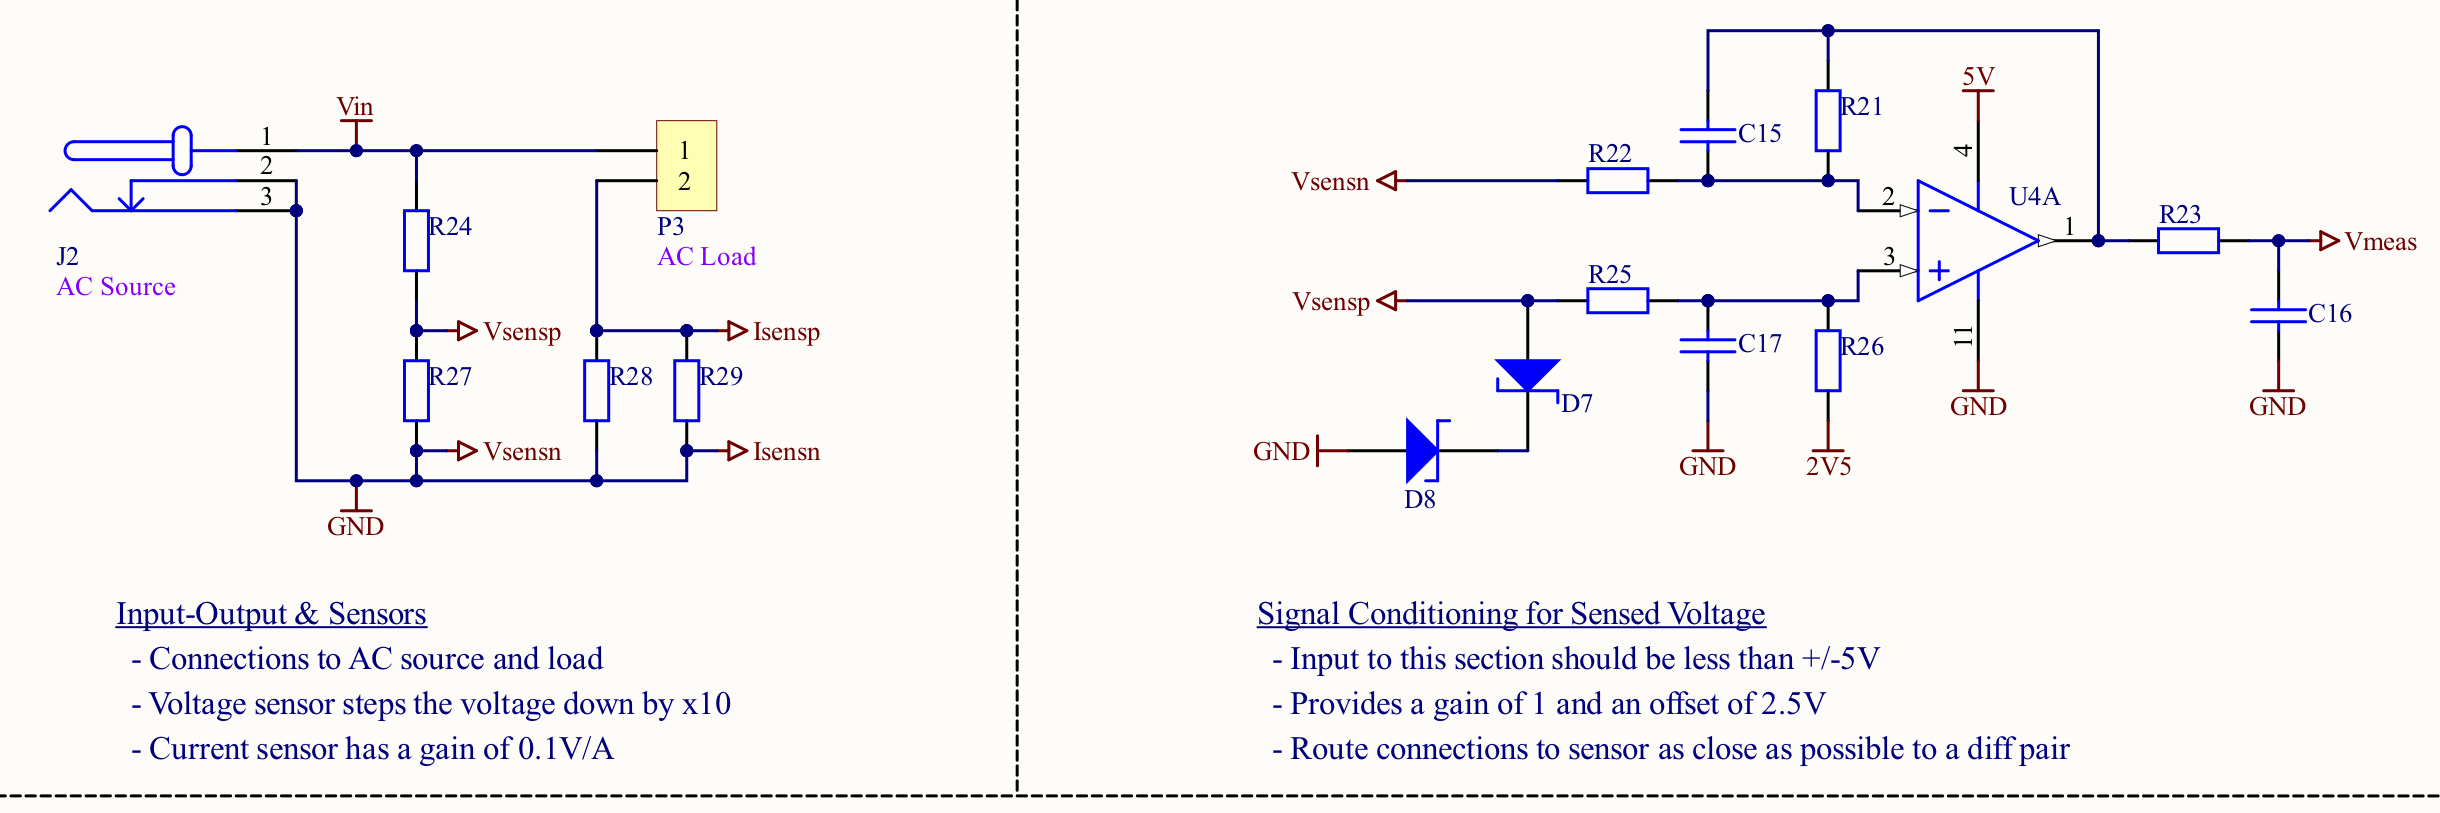 Vin
1
2
3
J2
AC Source
R24
1
2
P3
AC Load
Vsensp
Isensp
R27
R28
R29
Vsensn
Isensn
GND
Input-Output & Sensors
- Connections to AC source and load
- Voltage sensor steps the voltage down by x10
- Current sensor has a gain of 0.1V/A
5V
R21
C15
4
R22
Vsensn
2
U4A
1
R23
Vmeas
3
R25
Vsensp
C16
11
C17
R26
D7
GND
GND
GND
D8
GND
2V5
Signal Conditioning for Sensed Voltage
- Input to this section should be less than +/-5V
- Provides a gain of 1 and an offset of 2.5V
- Route connections to sensor as close as possible to a diff pair